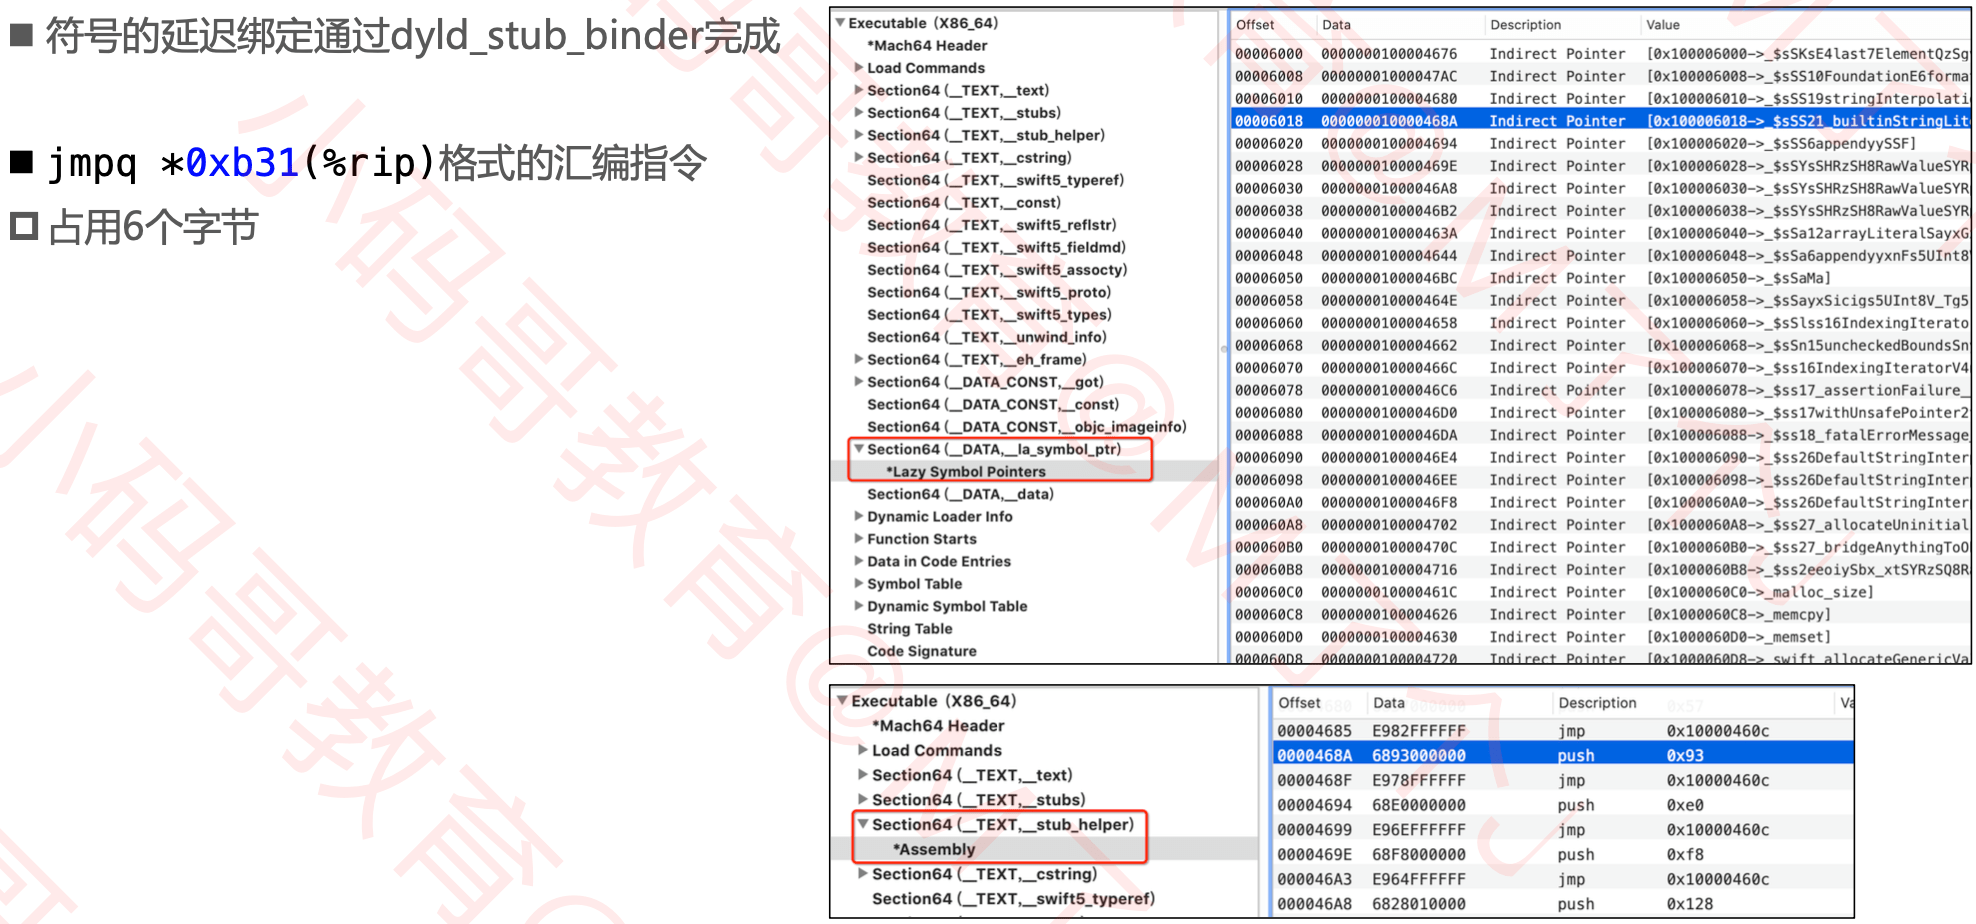 ■ 符号的延迟绑定通过dyld_stub_binder完成
■ jmpq *0xb31(%rip)格式的汇编指令
占用6个字节
Executable (X86_64)
*Mach64 Header
Load Commands
Section64 (__TEXT,__text)
Section64 (__TEXT,__stubs)
Section64 (__TEXT,__stub_helper)
Section64 (__TEXT,__cstring)
Section64 (__TEXT,__swift5_typeref)
Section64 (__TEXT,__const)
Section64 (__TEXT,__swift5_reflstr)
Section64 (__TEXT,__swift5_fieldmd)
Section64 (__TEXT,__swift5_assocty)
Section64 (__TEXT,__swift5_proto)
Section64 (__TEXT,__swift5_types)
Section64 (__TEXT,__unwind_info)
Section64 (__TEXT,__eh_frame)
Section64 (__DATA_CONST,__got)
Section64 (__DATA_CONST,__const)
Section64 (__DATA_CONST,__objc_imageinfo)
Section64 (__DATA,__la_symbol_ptr)
*Lazy Symbol Pointers
Section64 (__DATA,__data)
Dynamic Loader Info
Function Starts
Data in Code Entries
Symbol Table
Dynamic Symbol Table
String Table
Code Signature
Offset Data Description Value
00006000 0000000100004676 Indirect Pointer [0x100006000->_$sSKsE4last7ElementQzSg
00006008 00000001000047AC Indirect Pointer [0x100006008->_$sSS10FoundationE6forma
00006010 0000000100004680 Indirect Pointer [0x100006010->_$sSS19stringInterpolati
00006018 000000010000468A Indirect Pointer [0x100006018->_$sSS21_builtinStringLit
00006020 0000000100004694 Indirect Pointer [0x100006020->_$sSS6appendyySSF]
00006028 000000010000469E Indirect Pointer [0x100006028->_$sSYsSHRzSH8RawValueSYR
00006030 00000001000046A8 Indirect Pointer [0x100006030->_$sSYsSHRzSH8RawValueSYR
00006038 00000001000046B2 Indirect Pointer [0x100006038->_$sSYsSHRzSH8RawValueSYR
00006040 000000010000463A Indirect Pointer [0x100006040->_$sSa12arrayLiteralSayxG
00006048 0000000100004644 Indirect Pointer [0x100006048->_$sSa6appendyyxnFs5UInt8
00006050 00000001000046BC Indirect Pointer [0x100006050->_$sSaMa]
00006058 000000010000464E Indirect Pointer [0x100006058->_$sSayxSicigs5UInt8V_Tg5
00006060 0000000100004658 Indirect Pointer [0x100006060->_$sSlss16IndexingIterato
00006068 0000000100004662 Indirect Pointer [0x100006068->_$sSn15uncheckedBoundsSn
00006070 000000010000466C Indirect Pointer [0x100006070->_$ss16IndexingIteratorV4
00006078 00000001000046C6 Indirect Pointer [0x100006078->_$ss17_assertionFailure_
00006080 00000001000046D0 Indirect Pointer [0x100006080->_$ss17withUnsafePointer2
00006088 00000001000046DA Indirect Pointer [0x100006088->_$ss18_fatalErrorMessage
00006090 00000001000046E4 Indirect Pointer [0x100006090->_$ss26DefaultStringInter
00006098 00000001000046EE Indirect Pointer [0x100006098->_$ss26DefaultStringInter
000060A0 00000001000046F8 Indirect Pointer [0x1000060A0->_$ss26DefaultStringInter
000060A8 0000000100004702 Indirect Pointer [0x1000060A8->_$ss27_allocateUninitial
000060B0 000000010000470C Indirect Pointer [0x1000060B0->_$ss27_bridgeAnythingToO
000060B8 0000000100004716 Indirect Pointer [0x1000060B8->_$ss2eeoiySbx_xtSYRzSQ8R
000060C0 000000010000461C Indirect Pointer [0x1000060C0->_malloc_size]
000060C8 0000000100004626 Indirect Pointer [0x1000060C8->_memcpy]
000060D0 0000000100004630 Indirect Pointer [0x1000060D0->_memset]
000060D8 0000000100004720 Indirect Pointer [0x1000060D8->_swift_allocateGenericVa
Executable (X86_64)
*Mach64 Header
Load Commands
Section64 (__TEXT,__text)
Section64 (__TEXT,__stubs)
Section64 (__TEXT,__stub_helper)
*Assembly
Section64 (__TEXT,__cstring)
Section64 (__TEXT,__swift5_typeref)
Offset Data Description Va
00004685 E982FFFFFF jmp 0x10000460c
0000468A 6893000000 push 0x93
0000468F E978FFFFFF jmp 0x10000460c
00004694 68E0000000 push 0xe0
00004699 E96EFFFFFF jmp 0x10000460c
0000469E 68F8000000 push 0xf8
000046A3 E964FFFFFF jmp 0x10000460c
000046A8 6828010000 push 0x128
小码哥教育@M了个J
小码哥教育@M了个J